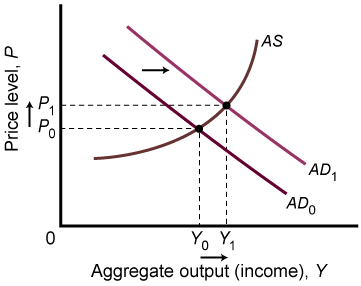 AS
Price level, P
P₁
P₀
AD₁
AD₀
0
Y₀
Y₁
Aggregate output (income), Y